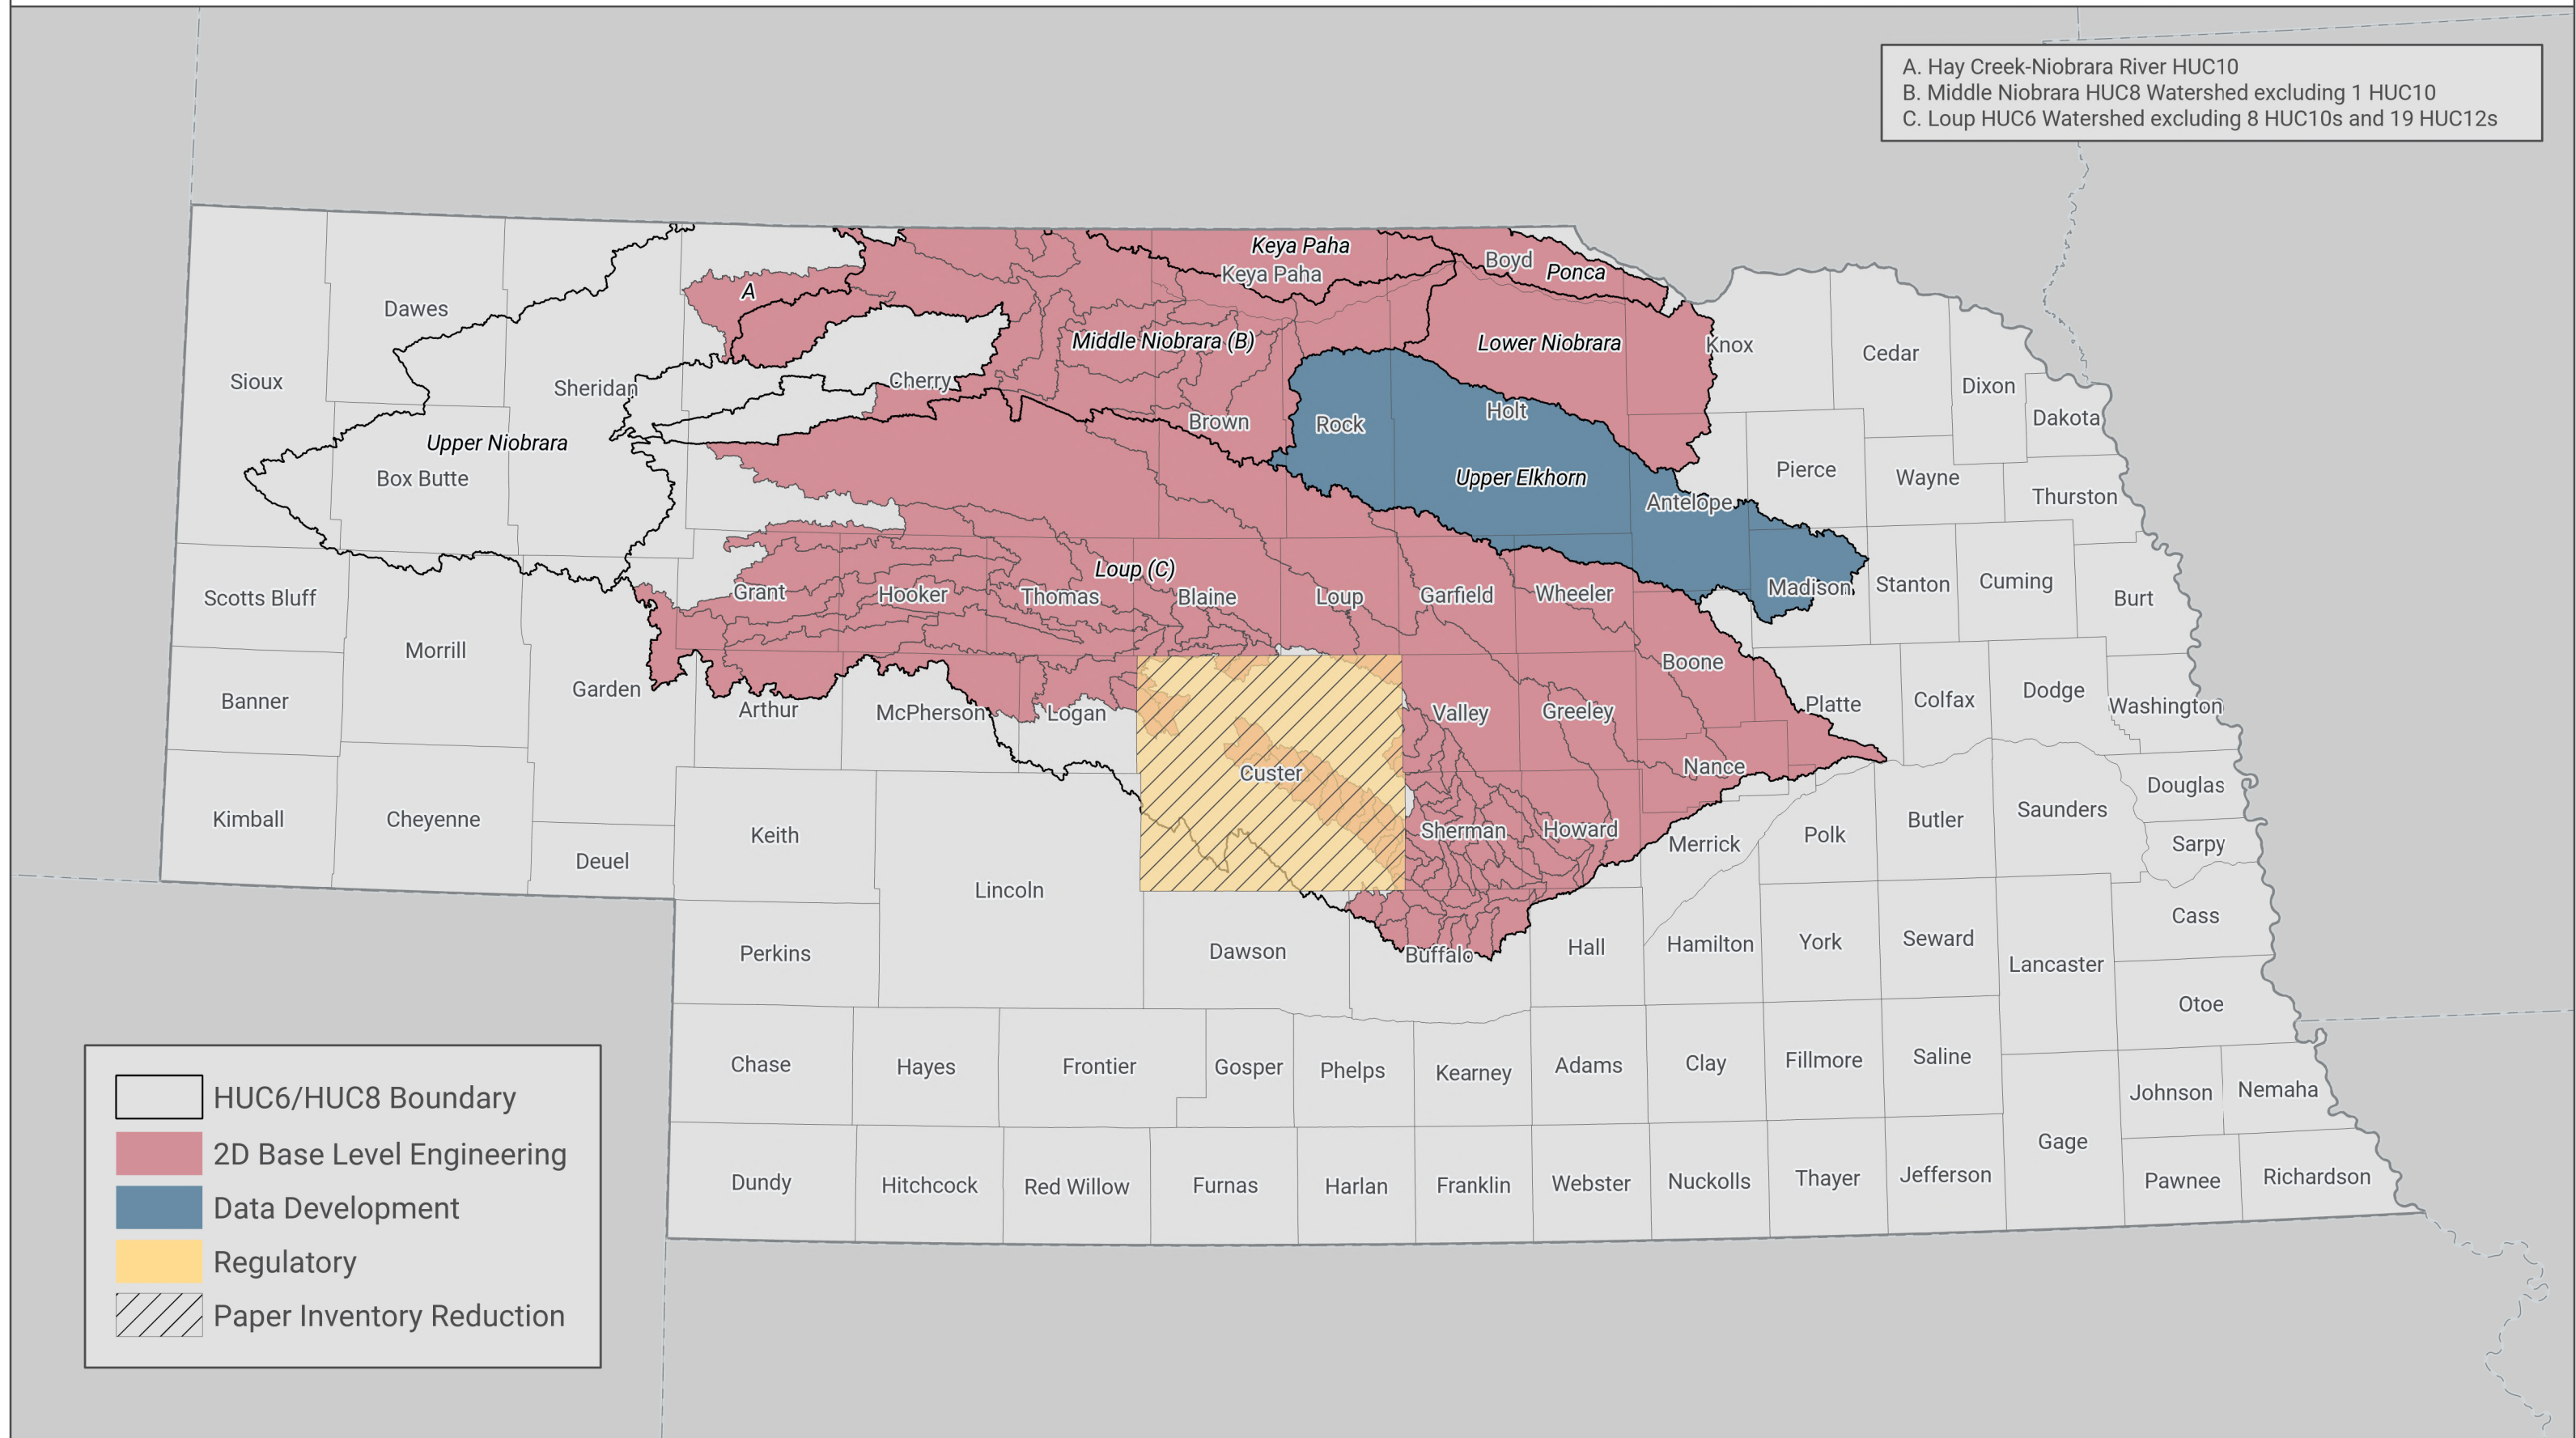 A. Hay Creek-Niobrara River HUC10
B. Middle Niobrara HUC8 Watershed excluding 1 HUC10
C. Loup HUC6 Watershed excluding 8 HUC10s and 19 HUC12s
Keya Paha
Boyd
Ponca
Keya Paha
A
Dawes
Middle Niobrara (B)
Lower Niobrara
Knox
Cedar
Sioux
Sheridan
Cherry
Dixon
Brown
Rock
Holt
Dakota
Upper Niobrara
Box Butte
Upper Elkhorn
Antelope
Pierce
Wayne
Thurston
Loup (C)
Scotts Bluff
Grant
Hooker
Thomas
Blaine
Loup
Garfield
Wheeler
Madison
Stanton
Cuming
Burt
Morrill
Boone
Banner
Garden
Arthur
McPherson
Logan
Valley
Greeley
Platte
Colfax
Dodge
Washington
Custer
Nance
Douglas
Kimball
Cheyenne
Keith
Sherman
Howard
Merrick
Polk
Butler
Saunders
Sarpy
Deuel
Lincoln
Cass
Perkins
Dawson
Buffalo
Hall
Hamilton
York
Seward
Lancaster
Otoe
Chase
Hayes
Frontier
Gosper
Phelps
Kearney
Adams
Clay
Fillmore
Saline
Johnson
Nemaha
Gage
Dundy
Hitchcock
Red Willow
Furnas
Harlan
Franklin
Webster
Nuckolls
Thayer
Jefferson
Pawnee
Richardson
HUC6/HUC8 Boundary
2D Base Level Engineering
Data Development
Regulatory
Paper Inventory Reduction